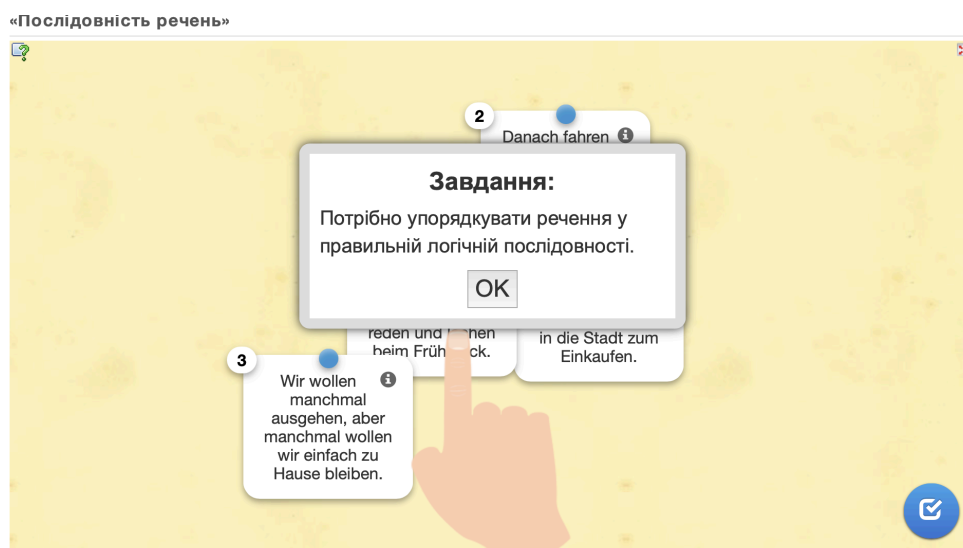 «Послідовність речень»
2
Danach fahren
Завдання:
Потрібно упорядкувати речення у
правильній логічній послідовності.
OK
reden und
beim
in die Stadt zum
Einkaufen.
3
Wir wollen
manchmal
ausgehen, aber
manchmal wollen
wir einfach zu
Hause bleiben.